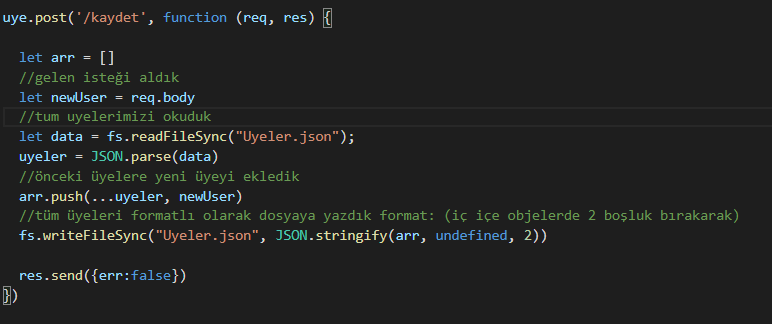 uye.post('/kaydet', function (req, res) {
let arr = []
//gelen isteği aldık
let newUser = req.body
//tum uyelerimizi okuduk
let data = fs.readFileSync("Uyeler.json");
uyeler = JSON.parse(data)
//önceki üyelere yeni üyeyi ekledik
arr.push(...uyeler, newUser)
//tüm üyeleri formatlı olarak dosyaya yazdık format: (iç içe objelerde 2 boşluk bırakarak)
fs.writeFileSync("Uyeler.json", JSON.stringify(arr, undefined, 2))
res.send({err:false})
})